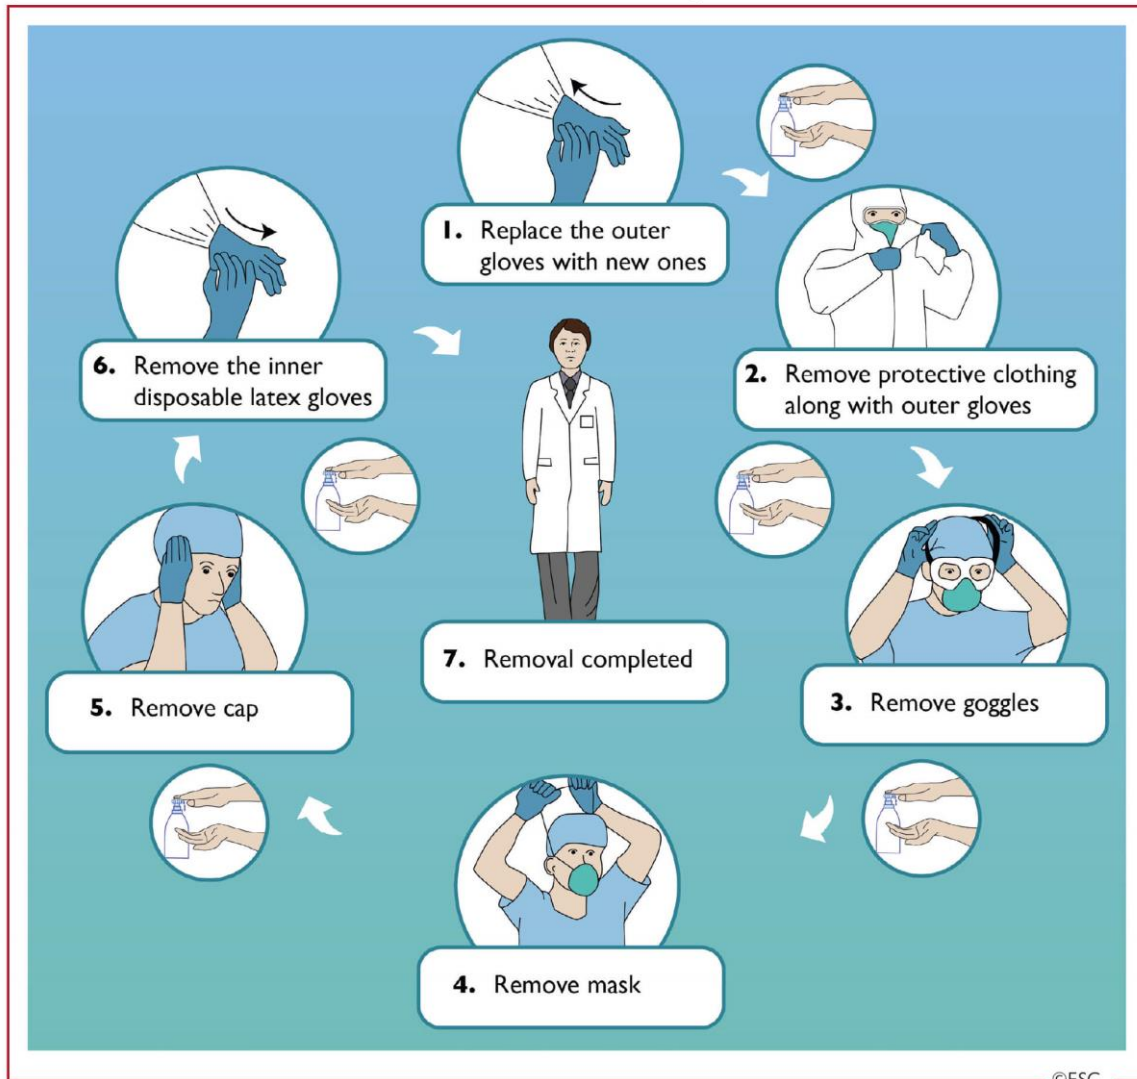 1. Replace the outer
gloves with new ones
2. Remove protective clothing
along with outer gloves
3. Remove goggles
4. Remove mask
5. Remove cap
6. Remove the inner
disposable latex gloves
7. Removal completed
©ESC